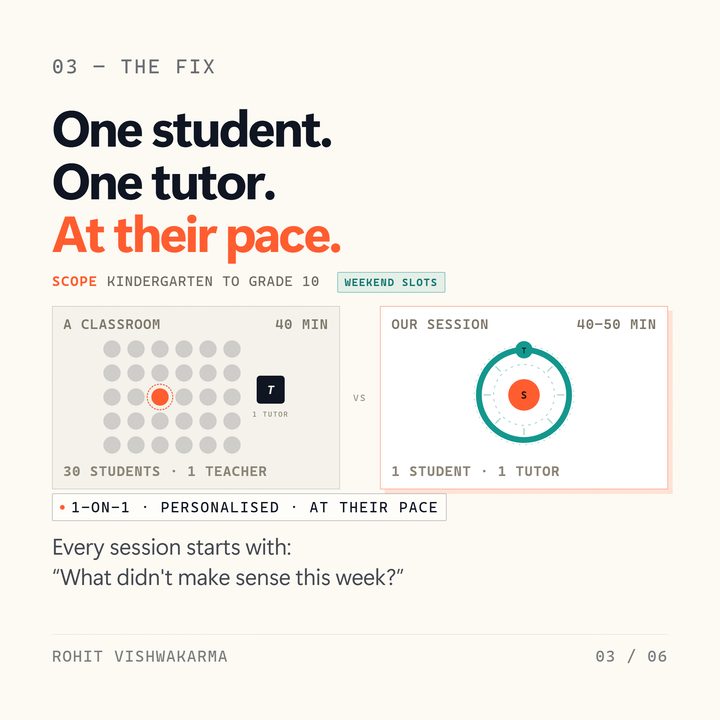 03 — THE FIX
One student.
One tutor.
At their pace.
SCOPE KINDERGARTEN TO GRADE 10
WEEKEND SLOTS
A CLASSROOM 40 MIN
T
1 TUTOR
30 STUDENTS · 1 TEACHER
VS
OUR SESSION 40–50 MIN
T
S
1 STUDENT · 1 TUTOR
1-ON-1 · PERSONALISED · AT THEIR PACE
Every session starts with:
“What didn't make sense this week?”
ROHIT VISHWAKARMA 03 / 06